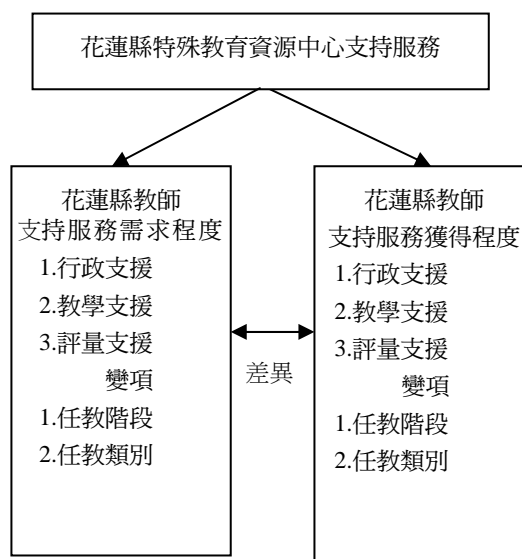 花蓮縣特殊教育資源中心支持服務
花蓮縣教師
支持服務需求程度
1.行政支援
2.教學支援
3.評量支援
變項
1.任教階段
2.任教類別
差異
花蓮縣教師
支持服務獲得程度
1.行政支援
2.教學支援
3.評量支援
變項
1.任教階段
2.任教類別